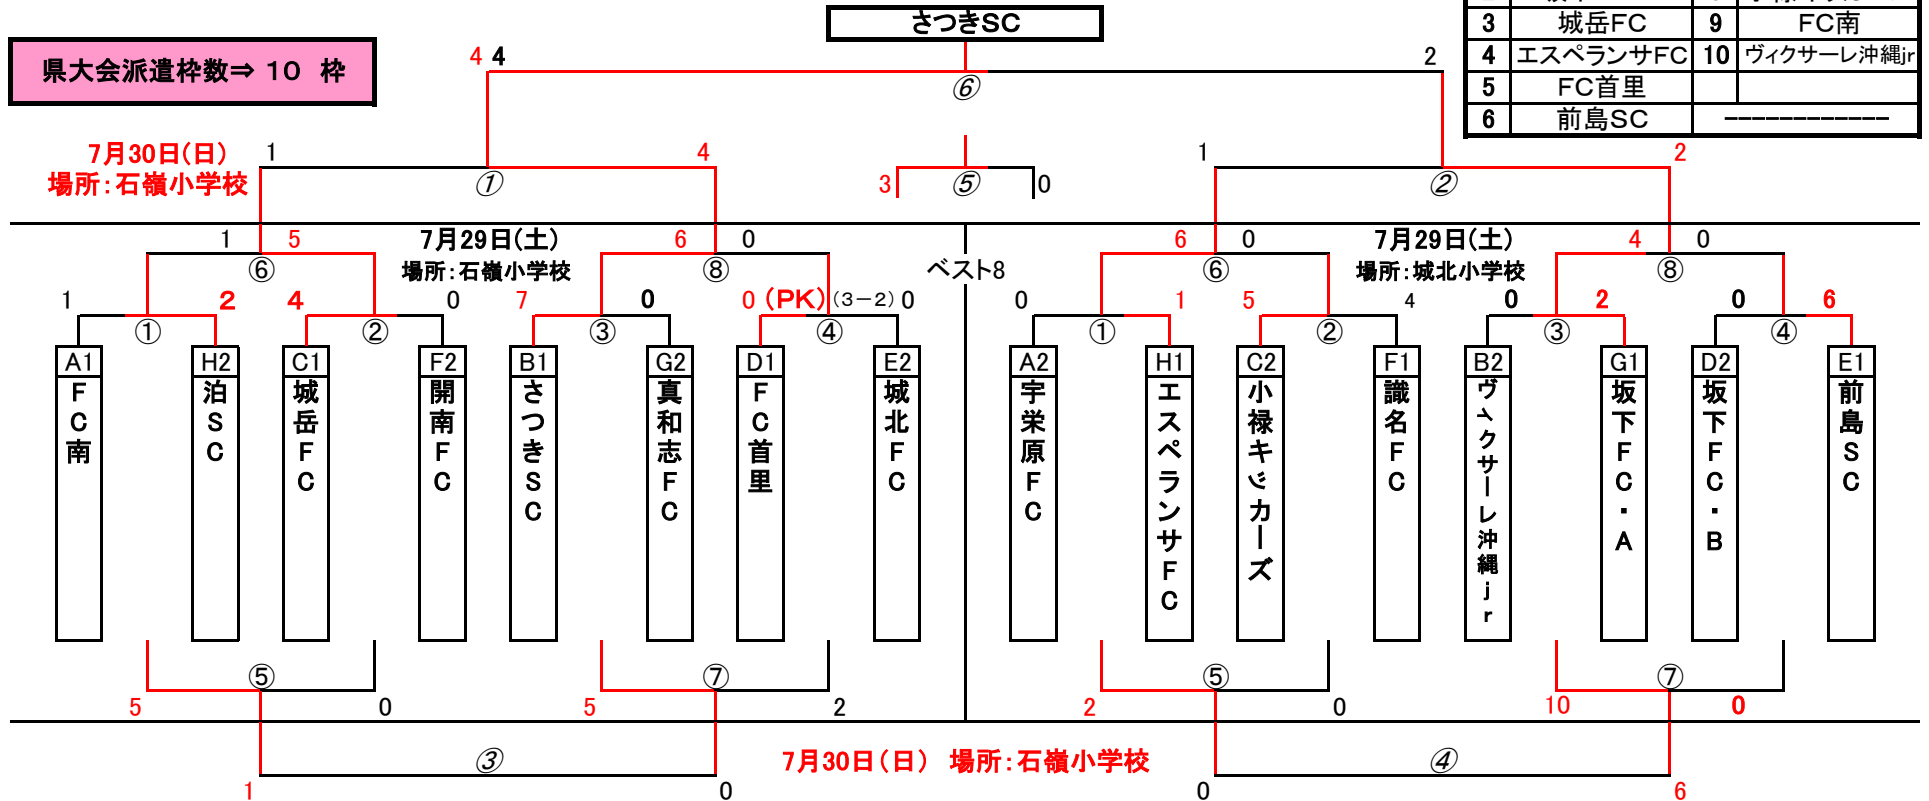 さつきSC
県大会派遣枠数⇒ 10 枠
3 城岳FC 9 FC南
4 エスペランサFC 10 ヴィクサーレ沖縄jr
5 FC首里
6 前島SC ------------
4 4 2
⑥
7月30日(日)
場所:石嶺小学校
1 4 1 2
① ② 
3 ⑤ 0
1 5 6 0 6 0 4 0
7月29日(土)
場所:石嶺小学校
7月29日(土)
場所:城北小学校
⑥ ⑧ ⑥ ⑧
ベスト8
1 2 4 0 7 0 0(PK)(3-2)0 0 1 5 4 0 2 0 6
① ② ③ ④ ① ② ③ ④
A1 H2 C1 F2 B1 G2 D1 E2 A2 H1 C2 F1 B2 G1 D2 E1
FC南
泊SC
城岳FC
開南FC
さつきSC
真和志FC
FC首里
城北FC
宇栄原FC
エスペランサFC
小禄キッカーズ
識名FC
ヴィクサーレ沖縄jr
坂下FC・A
坂下FC・B
前島SC
⑤ ⑦ ⑤ ⑦
5 0 5 2 2 0 10 0
③ ④
7月30日(日) 場所:石嶺小学校
1 0 0 6